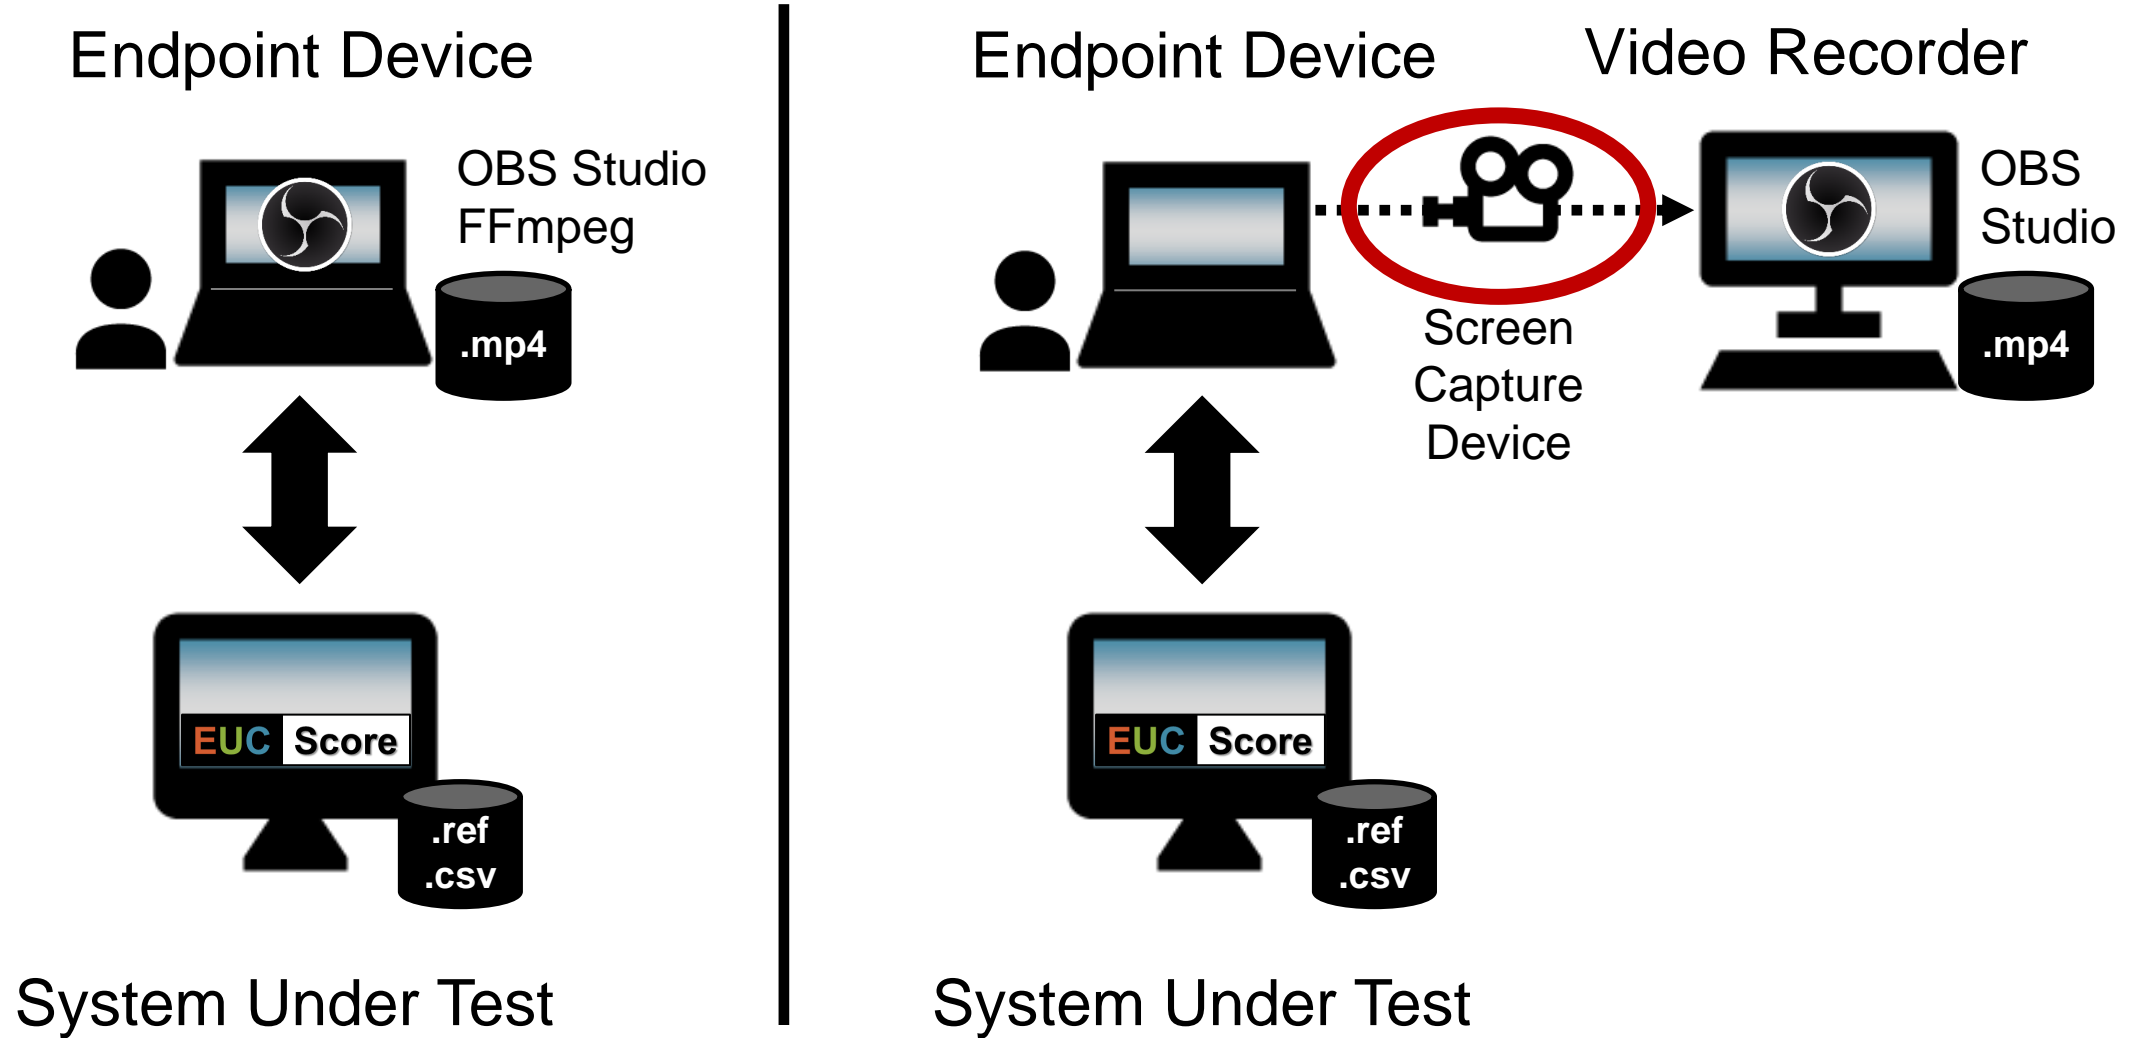 Endpoint Device
OBS Studio
FFmpeg
.mp4
EUC Score
.ref
.csv
System Under Test
Endpoint Device
Video Recorder
OBS
Studio
.mp4
Screen
Capture
Device
EUC Score
.ref
.csv
System Under Test